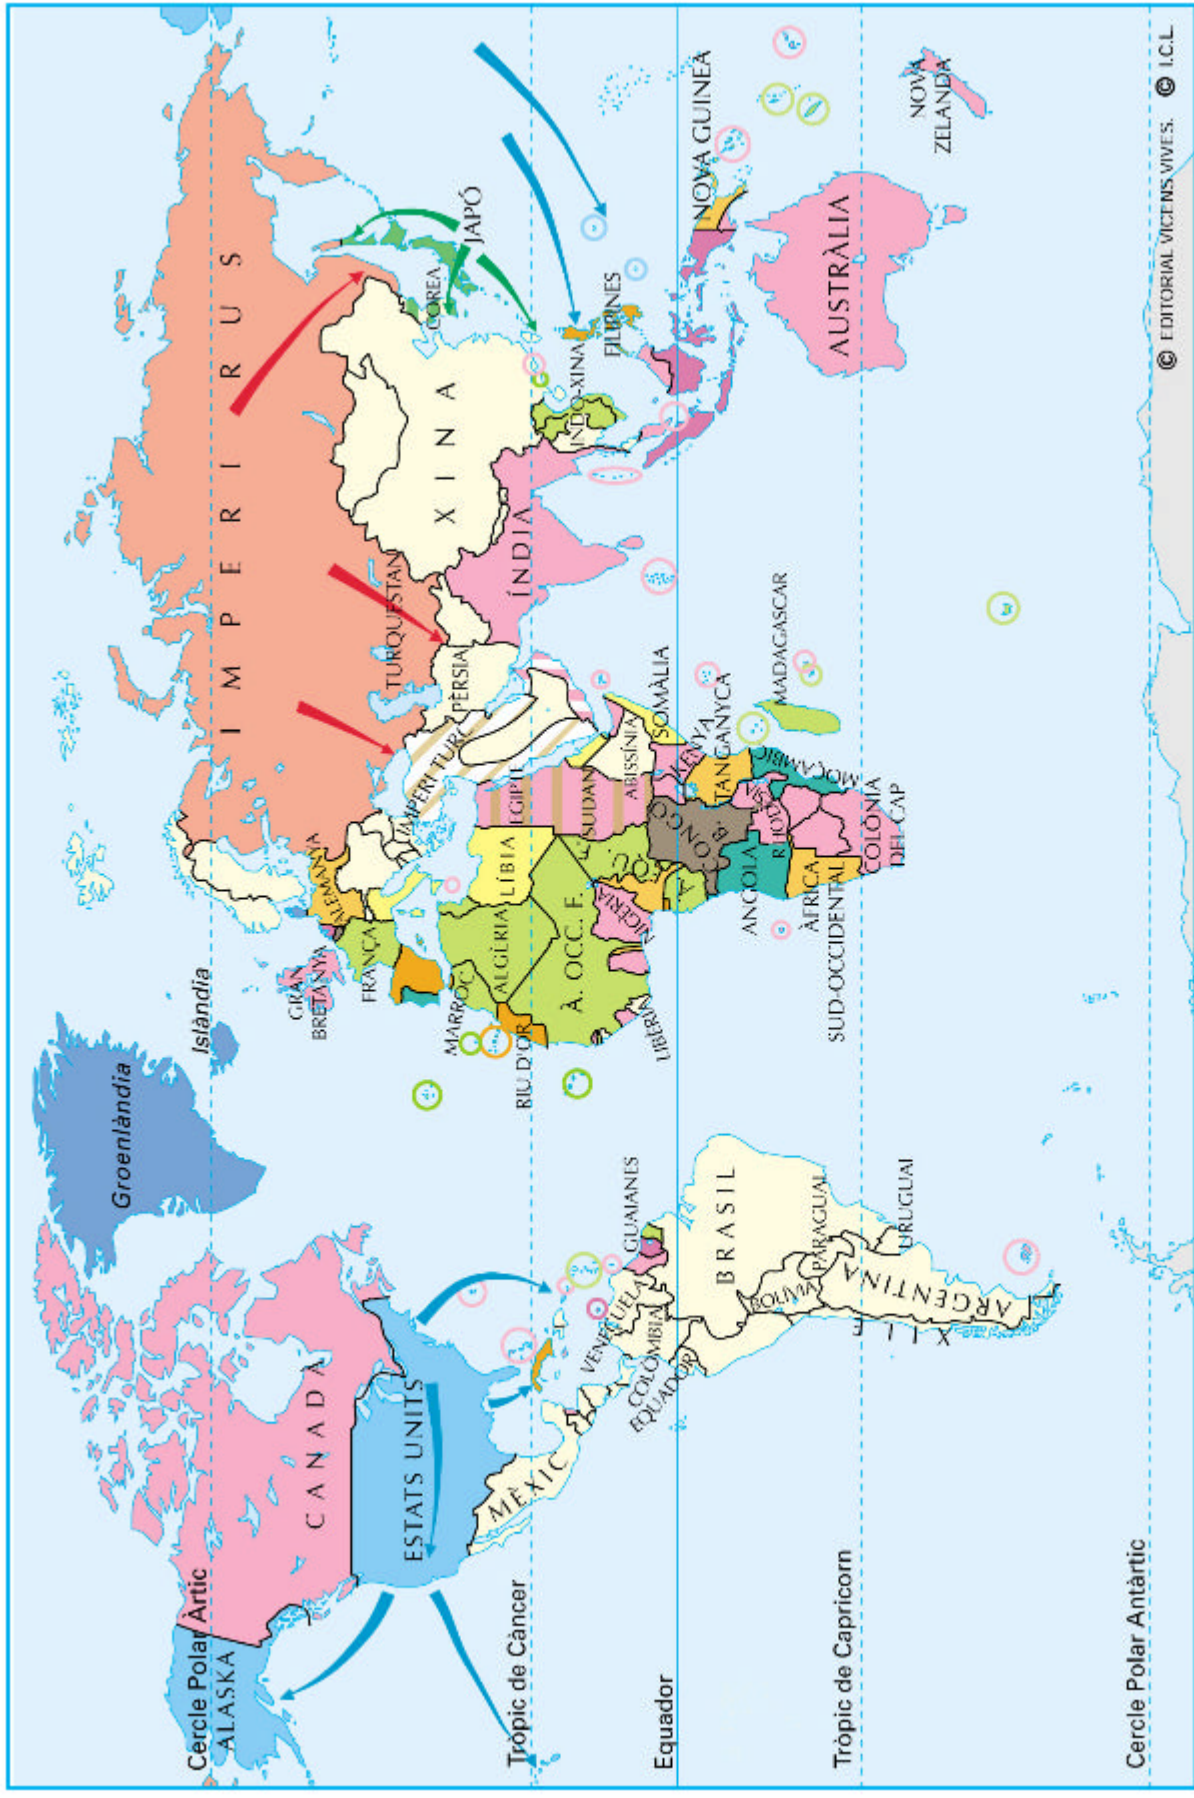 Cercle Polar Àrtic
ALASKA
CANADÀ
Groenlàndia
Islàndia
IMPERI RUS
ESTATS UNITS
MÈXIC
GRAN
BRETANYA
ALEMANYA
FRANÇA
IMPERI TURC
TURQUESTAN
PÈRSIA
XINA
COREA
JAPÓ
Tròpic de Càncer
MARROC
ALGÈRIA
LÍBIA
EGIPTE
RIU D'OR
À. OCC. F.
SUDAN
ÍNDIA
INDO-XINA
FILIPINES
VENEÇUELA
GUAIANES
COLÒMBIA
EQUADOR
LIBÈRIA
NIGÈRIA
À.
EQU.
F.
ABISSÍNIA
SOMÀLIA
Equador
CONGO
B.
KENYA
TANGANYCA
NOVA GUINEA
BRASIL
BOLIVIA
PARAGUAI
ANGOLA
RHODÈSIA
MOÇAMBIC
MADAGASCAR
Tròpic de Capricorn
XILE
ARGENTINA
URUGUAI
ÀFRICA
SUD-OCCIDENTAL
COLÒNIA
DEL CAP
AUSTRÀLIA
NOVA
ZELANDA
Cercle Polar Antàrtic
© EDITORIAL VICENS VIVES. © I.C.L.